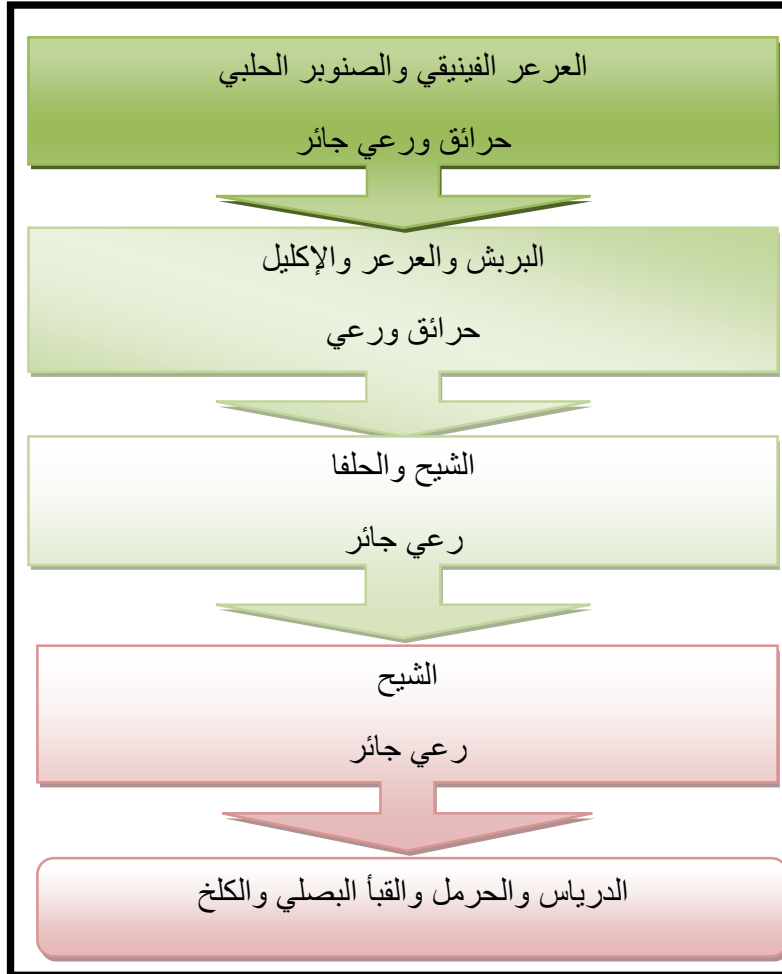 العرعر الفينيقي والصنوبر الحلبي
حرائق ورعي جائر
البربش والعرعر والإكليل
حرائق ورعي
الشيح والحلفا
رعي جائر
الشيح
رعي جائر
الدرياس والحرمل والقبأ البصلي والكلخ